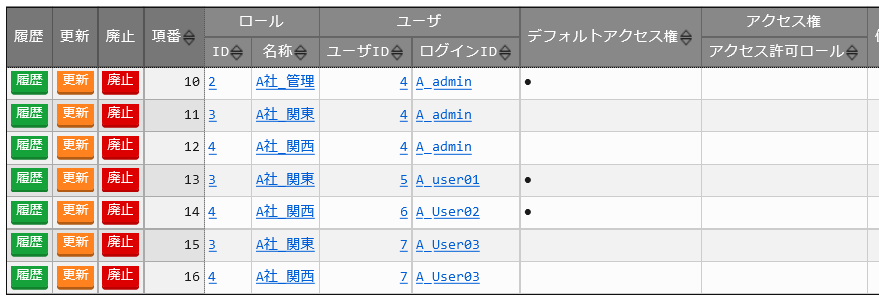 履歴 更新 廃止 項番 ロール ユーザ デフォルトアクセス権 アクセス権
ID 名称 ユーザID ログインID アクセス許可ロール
履歴 更新 廃止 10 2 A社_管理 4 A_admin ●
履歴 更新 廃止 11 3 A社_関東 4 A_admin
履歴 更新 廃止 12 4 A社_関西 4 A_admin
履歴 更新 廃止 13 3 A社_関東 5 A_user01 ●
履歴 更新 廃止 14 4 A社_関西 6 A_User02 ●
履歴 更新 廃止 15 3 A社_関東 7 A_User03
履歴 更新 廃止 16 4 A社_関西 7 A_User03